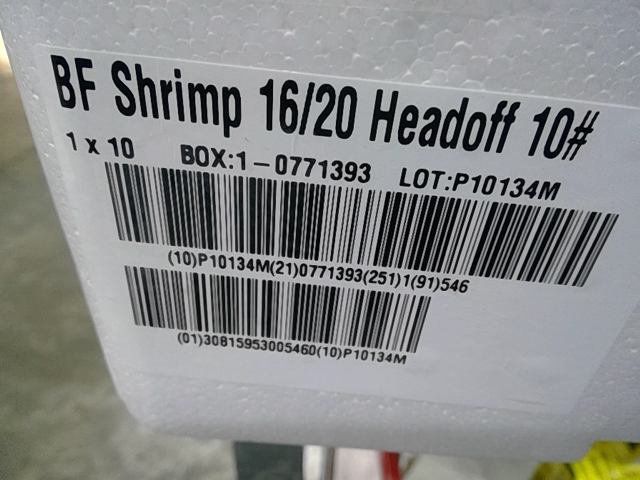 BF Shrimp 16/20 Headoff 10#
1 x 10 BOX:1-0771393 LOT:P10134M
(10)P10134M(21)0771393(251)1(91)546
(01)30815953005460(10)P10134M